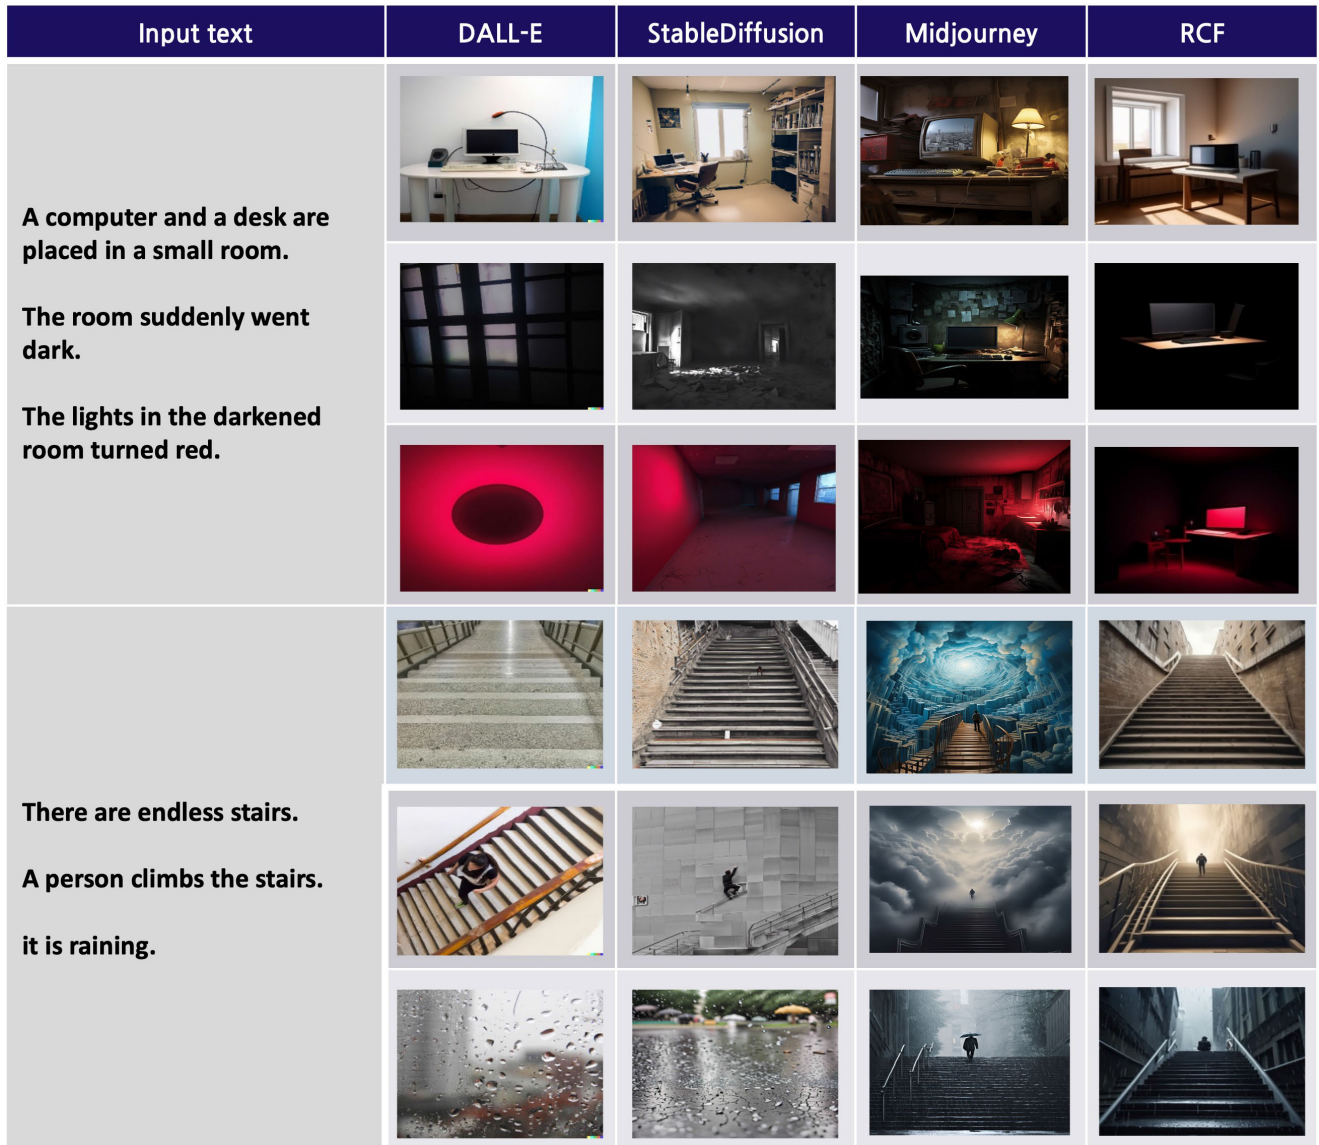 Input text
DALL-E
StableDiffusion
Midjourney
RCF
A computer and a desk are
placed in a small room.
The room suddenly went
dark.
The lights in the darkened
room turned red.
There are endless stairs.
A person climbs the stairs.
it is raining.